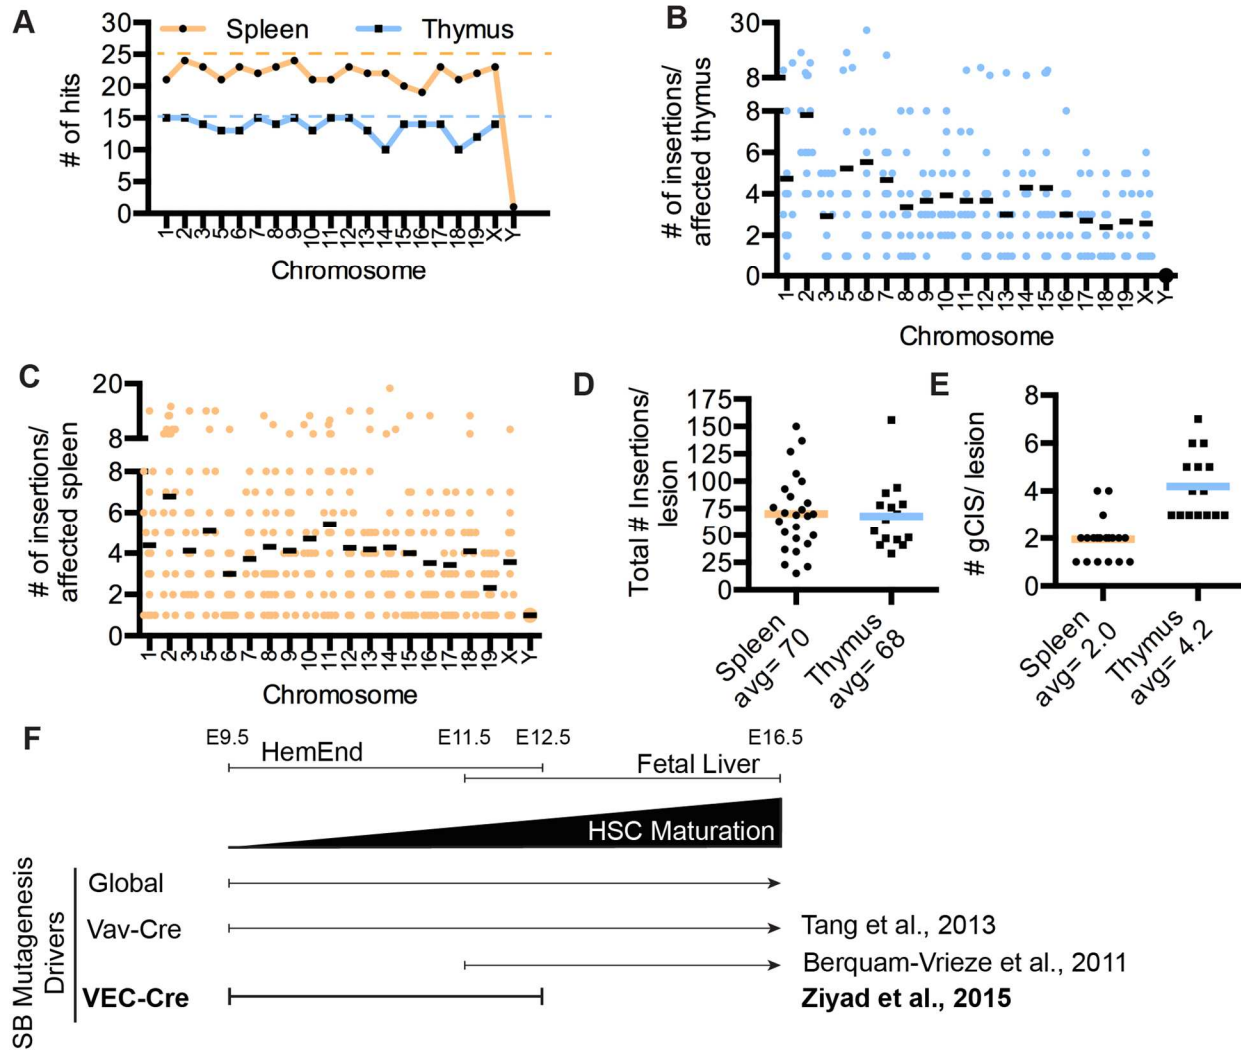 A
Spleen Thymus
# of hits
30
25
20
15
10
5
0
1 2 3 5 6 7 8 9 10 11 12 13 14 15 16 17 18 19 X Y
Chromosome
B
# of insertions/
affected thymus
30
8
8
6
4
2
0
1 2 3 5 6 7 8 9 10 11 12 13 14 15 16 17 18 19 X Y
Chromosome
C
# of insertions/
affected spleen
20
8
8
6
4
2
0
1 2 3 5 6 7 8 9 10 11 12 13 14 15 16 17 18 19 X Y
Chromosome
D
Total # Insertions/
lesion
175
150
125
100
75
50
25
0
Spleen
avg= 70
Thymus
avg= 68
E
# gCIS/ lesion
8
6
4
2
0
Spleen
avg= 2.0
Thymus
avg= 4.2
F
E9.5 E11.5 E12.5 E16.5
HemEnd
Fetal Liver
HSC Maturation
SB Mutagenesis
Drivers
Global
Vav-Cre Tang et al., 2013
Berquam-Vrieze et al., 2011
VEC-Cre Ziyad et al., 2015